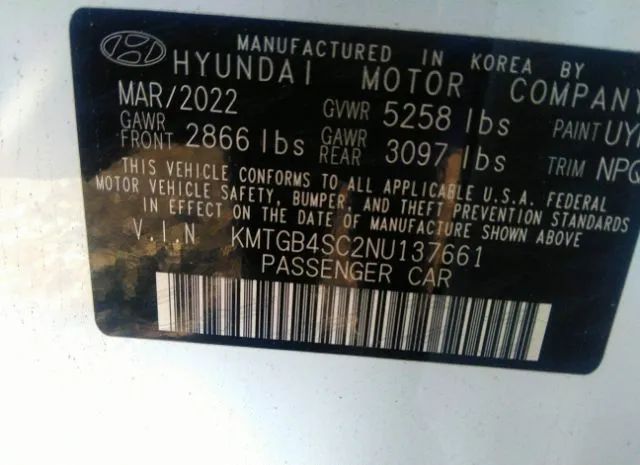 MANUFACTURED IN KOREA BY
HYUNDAI MOTOR COMPANY
MAR/2022 GVWR 5258 lbs PAINT
GAWR FRONT 2866 lbs GAWR REAR 3097 lbs TRIM
THIS VEHICLE CONFORMS TO ALL APPLICABLE U.S.A. FEDERAL
MOTOR VEHICLE SAFETY, BUMPER, AND THEFT PREVENTION STANDARDS
IN EFFECT ON THE DATE OF MANUFACTURE SHOWN ABOVE
V.I.N KMTGB4SC2NU137661
PASSENGER CAR